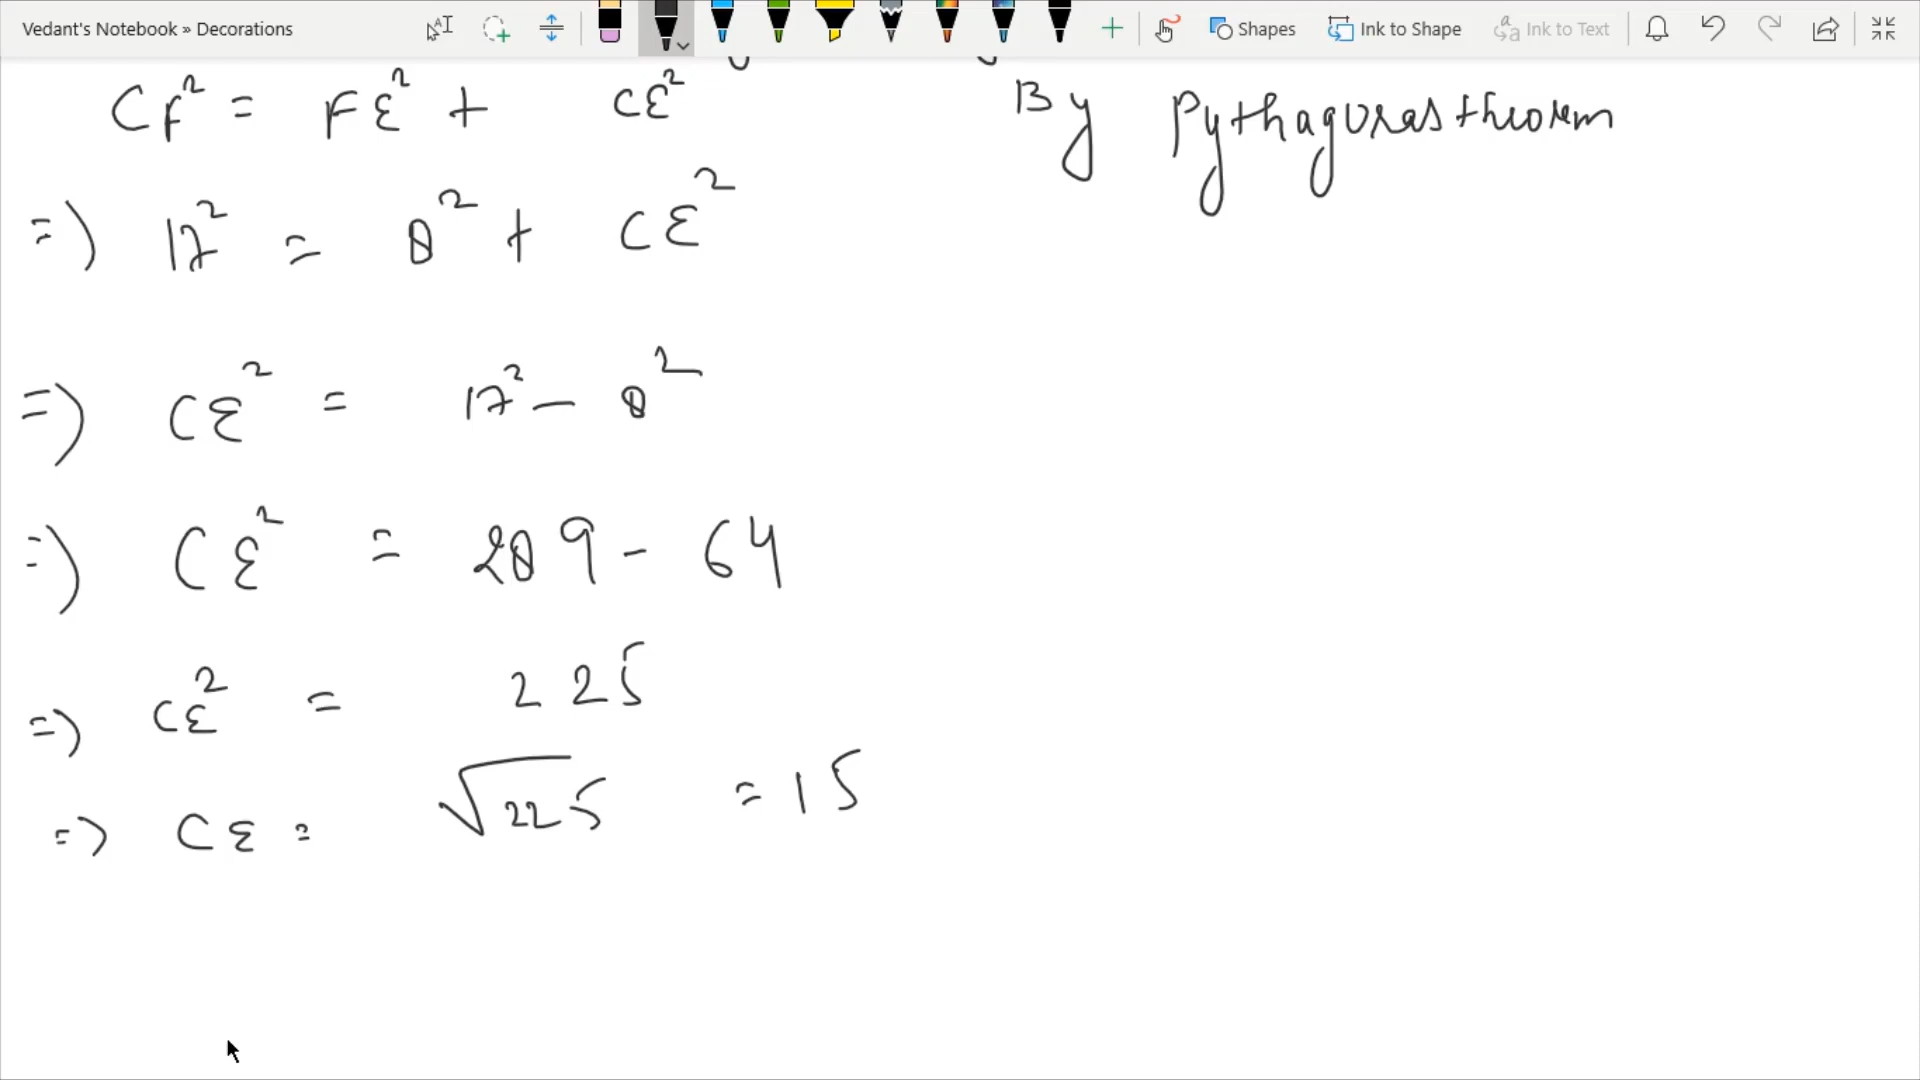 Vedant's Notebook » Decorations
Shapes
Ink to Shape
Ink to Text
CF² = FE² + CE² By Pythagoras theorem
=> 17² = 8² + CE²
=> CE² = 17² - 8²
=> CE² = 289 - 64
=> CE² = 225
=> CE = √225 = 15